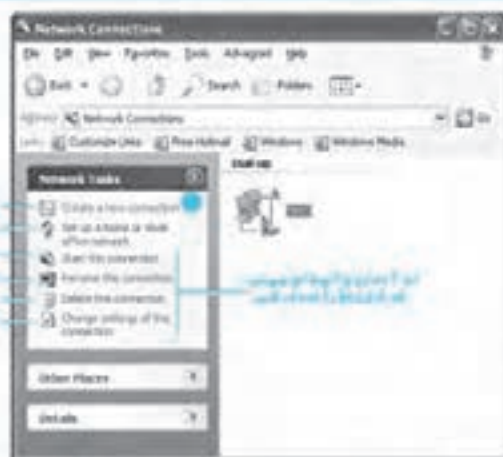 Network Connections
File Edit View Favorites Tools Advanced Help
Back Search Folders
Address Network Connections Go
Links Customize Links Free Hotmail Windows Windows Media
Network Tasks
Create a new connection
Set up a home or small
office network
Start this connection
Rename this connection
Delete this connection
Change settings of this
connection
Other Places
Details
Dial-up